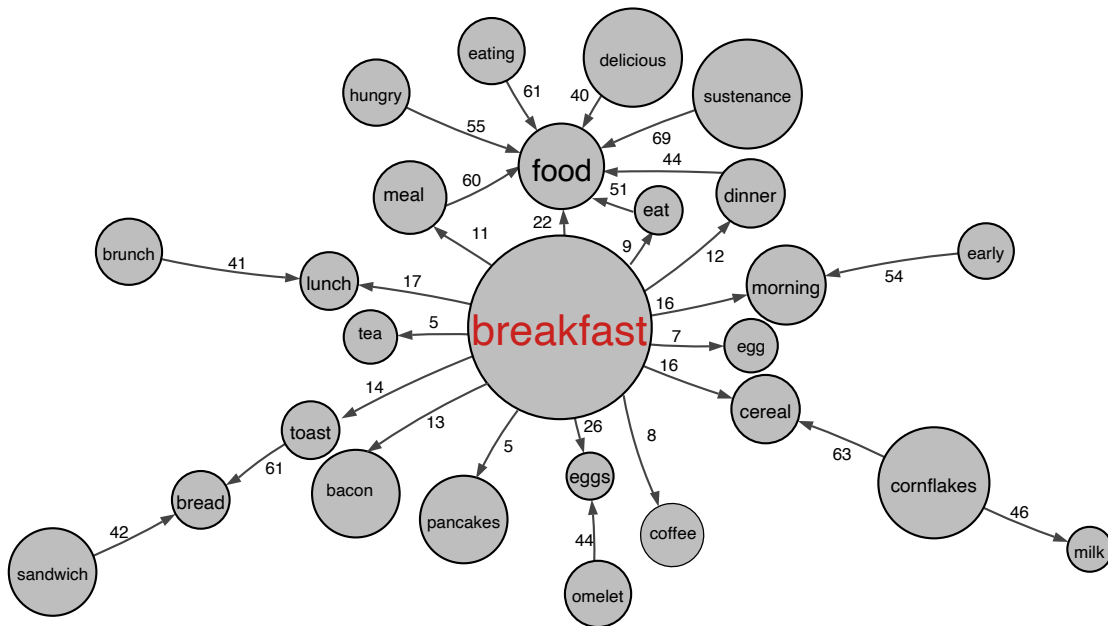 eating
delicious
hungry
sustenance
61
40
55
69
food
44
meal
60
51
dinner
eat
22
11
9
brunch
41
early
12
lunch
17
morning
54
16
tea
5
breakfast
7
egg
16
14
cereal
13
toast
26
8
5
63
61
eggs
bacon
cornflakes
bread
pancakes
46
42
coffee
44
milk
sandwich
omelet